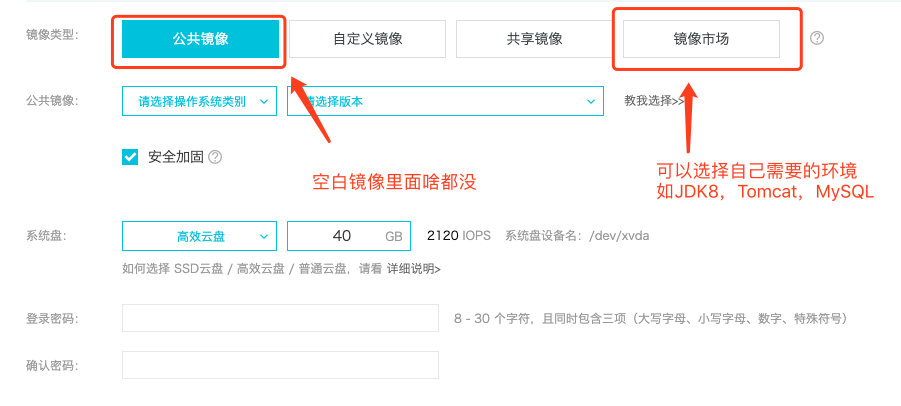 镜像类型： 公共镜像 自定义镜像 共享镜像 镜像市场 ?
公共镜像： 请选择操作系统类别 请选择版本 教我选择>>
安全加固 ?
空白镜像里面啥都没
可以选择自己需要的环境
如JDK8，Tomcat，MySQL
系统盘： 高效云盘 40 GB 2120 IOPS 系统盘设备名：/dev/xvda
如何选择 SSD云盘 / 高效云盘 / 普通云盘，请看 详细说明>
登录密码： 8 - 30 个字符，且同时包含三项（大写字母、小写字母、数字、特殊符号）
确认密码：